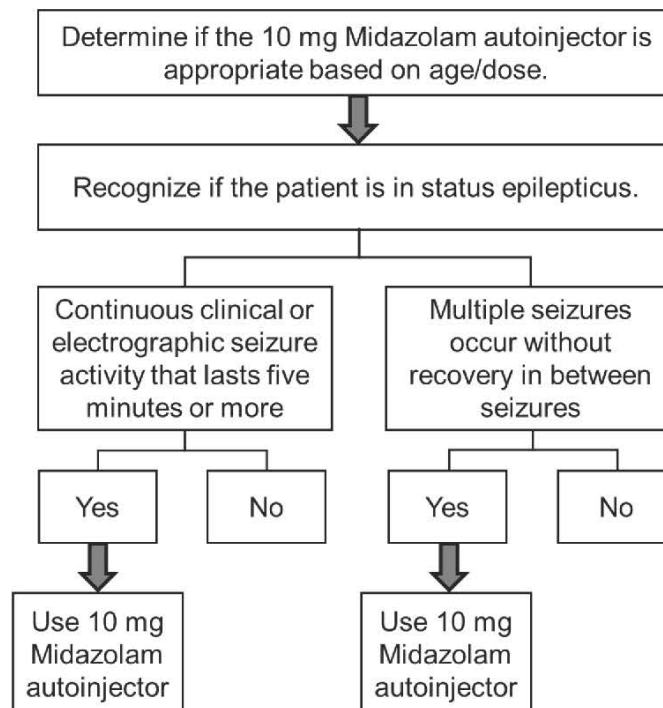 Determine if the 10 mg Midazolam autoinjector is
appropriate based on age/dose.
Recognize if the patient is in status epilepticus.
Continuous clinical or
electrographic seizure
activity that lasts five
minutes or more
Multiple seizures
occur without
recovery in between
seizures
Yes
No
Yes
No
Use 10 mg
Midazolam
autoinjector
Use 10 mg
Midazolam
autoinjector